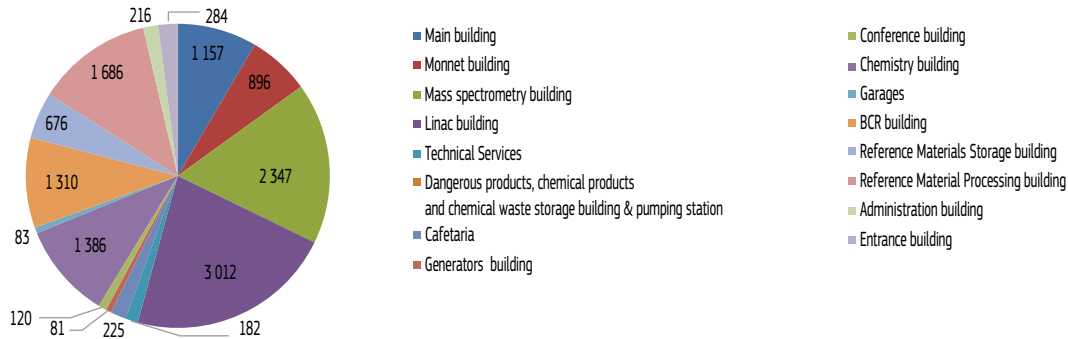 216
284
1 157
896
1 686
676
2 347
1 310
83
1 386
3 012
120
81
225
182
Main building
Monnet building
Mass spectrometry building
Linac building
Technical Services
Dangerous products, chemical products
and chemical waste storage building & pumping station
Cafetaria
Generators building
Conference building
Chemistry building
Garages
BCR building
Reference Materials Storage building
Reference Material Processing building
Administration building
Entrance building